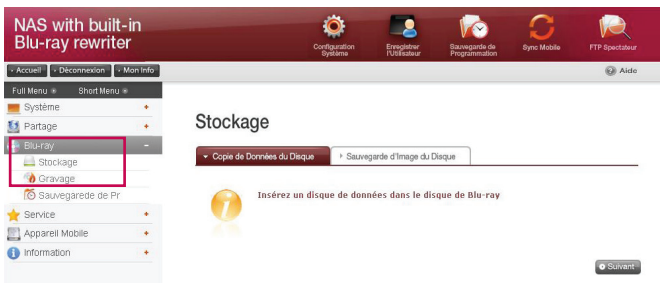 NAS with built-in
Blu-ray rewriter
Configuration
Système
Enregistrer
l'Utilisateur
Sauvegarde de
Programmation
Sync Mobile
FTP Spectateur
Accueil
Déconnexion
Mon Info
Aide
Full Menu
Short Menu
Système
Partage
Blu-ray
Stockage
Gravage
Sauvegarede de Pr
Service
Appareil Mobile
Information
Stockage
Copie de Données du Disque
Sauvegarde d'Image du Disque
Insérez un disque de données dans le disque de Blu-ray
Suivant